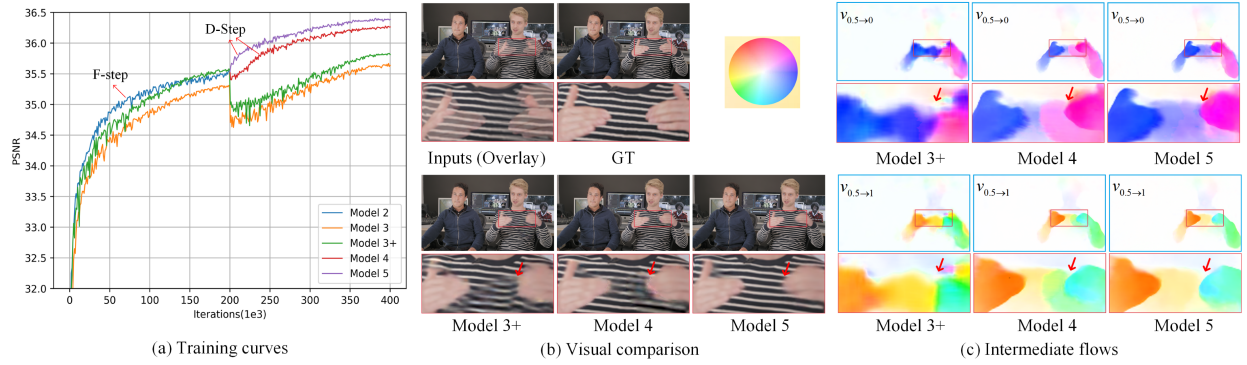 36.5
36.0
35.5
35.0
34.5
34.0
33.5
33.0
32.5
32.0
PSNR
F-step
D-Step
Model 2
Model 3
Model 3+
Model 4
Model 5
0 50 100 150 200 250 300 350 400
Iterations(1e3)
(a) Training curves
Inputs (Overlay) GT
Model 3+ Model 4 Model 5
(b) Visual comparison
v0.5→0 v0.5→0 v0.5→0
Model 3+ Model 4 Model 5
v0.5→1 v0.5→1 v0.5→1
Model 3+ Model 4 Model 5
(c) Intermediate flows